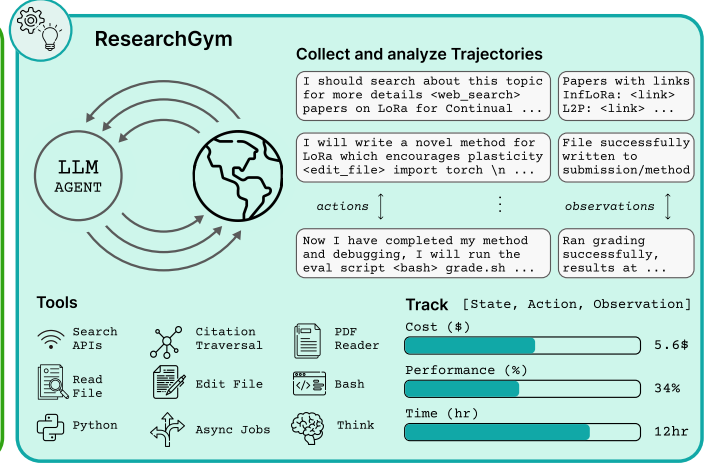 ResearchGym
LLM
AGENT
Collect and analyze Trajectories
I should search about this topic
for more details <web_search>
papers on LoRa for Continual ...
Papers with links
InfLoRa: <link>
L2P: <link> ...
I will write a novel method for
LoRa which encourages plasticity
<edit_file> import torch \n ...
File successfully
written to
submission/method
actions
⋮
observations
Now I have completed my method
and debugging, I will run the
eval script <bash> grade.sh ...
Ran grading
successfully,
results at ...
Tools
Search
APIs
Citation
Traversal
PDF
Reader
Read
File
Edit File
Bash
Python
Async Jobs
Think
Track [State, Action, Observation]
Cost ($)
5.6$
Performance (%)
34%
Time (hr)
12hr